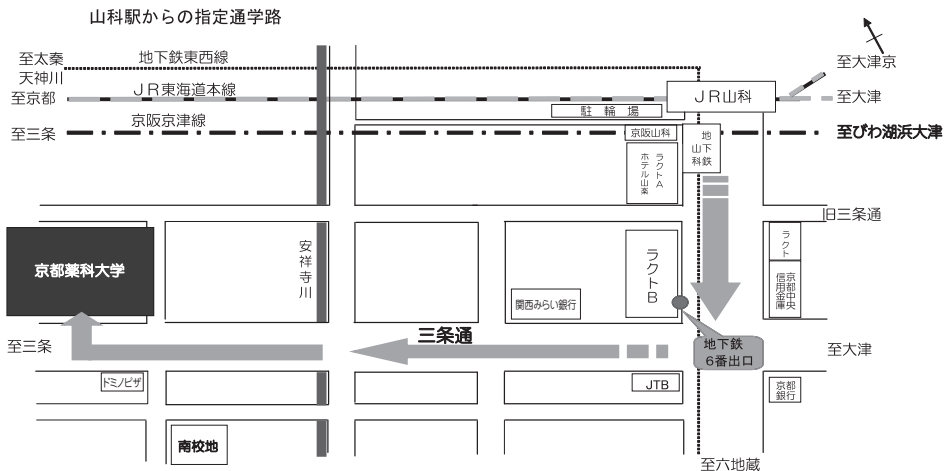 山科駅からの指定通学路
至太秦
天神川
地下鉄東西線
至大津京
至京都
ＪＲ東海道本線
ＪＲ山科
至大津
駐輪場
至三条
京阪京津線
京阪山科
地下鉄
山科
至びわ湖浜大津
ラクトA
ホテル山楽
旧三条通
京都薬科大学
安祥寺川
ラクトB
ラクト
京都中央
信用金庫
関西みらい銀行
三条通
地下鉄
6番出口
至三条
至大津
ドミノピザ
JTB
京都
銀行
南校地
至六地蔵